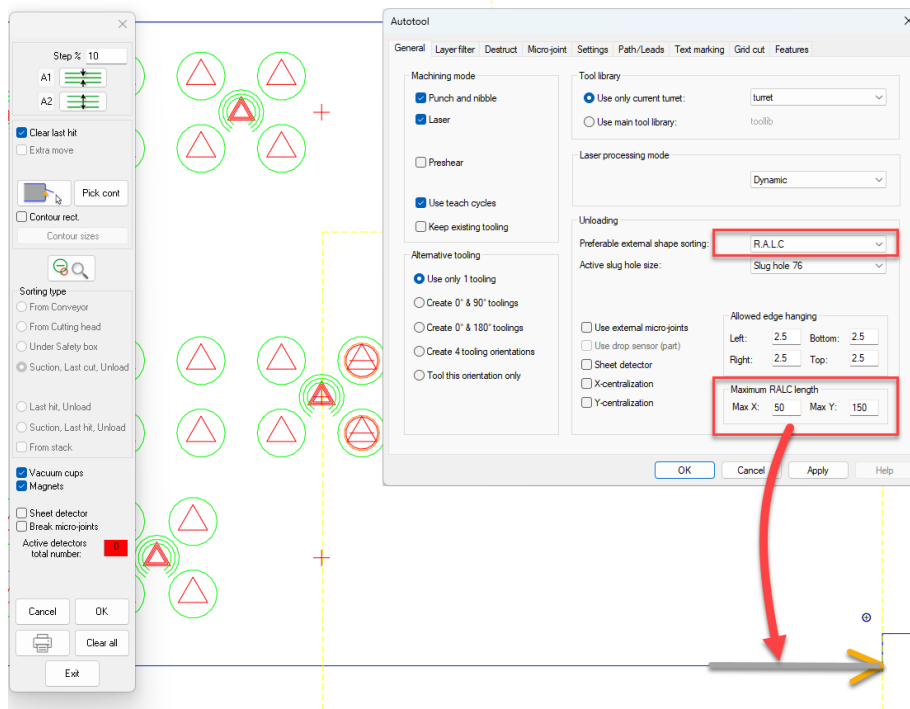 Step % 10
A1
A2
Clear last hit
Extra move
Pick cont
Contour rect.
Contour sizes
Sorting type
From Conveyor
From Cutting head
Under Safety box
Suction, Last cut, Unload
Last hit, Unload
Suction, Last hit, Unload
From stack
Vacuum cups
Magnets
Sheet detector
Break micro-joints
Active detectors
total number: 0
Cancel OK
Clear all
Exit
Autotool
General Layer filter Destruct Micro-joint Settings Path/Leads Text marking Grid cut Features
Machining mode
Punch and nibble
Laser
Preshear
Use teach cycles
Keep existing tooling
Alternative tooling
Use only 1 tooling
Create 0° & 90° toolings
Create 0° & 180° toolings
Create 4 tooling orientations
Tool this orientation only
Tool library
Use only current turret: turret
Use main tool library: toollib
Laser processing mode
Dynamic
Unloading
Preferable external shape sorting: R.A.L.C
Active slug hole size: Slug hole 76
Use external micro-joints
Use drop sensor (part)
Sheet detector
X-centralization
Y-centralization
Allowed edge hanging
Left: 2.5 Bottom: 2.5
Right: 2.5 Top: 2.5
Maximum RALC length
Max X: 50 Max Y: 150
OK Cancel Apply Help